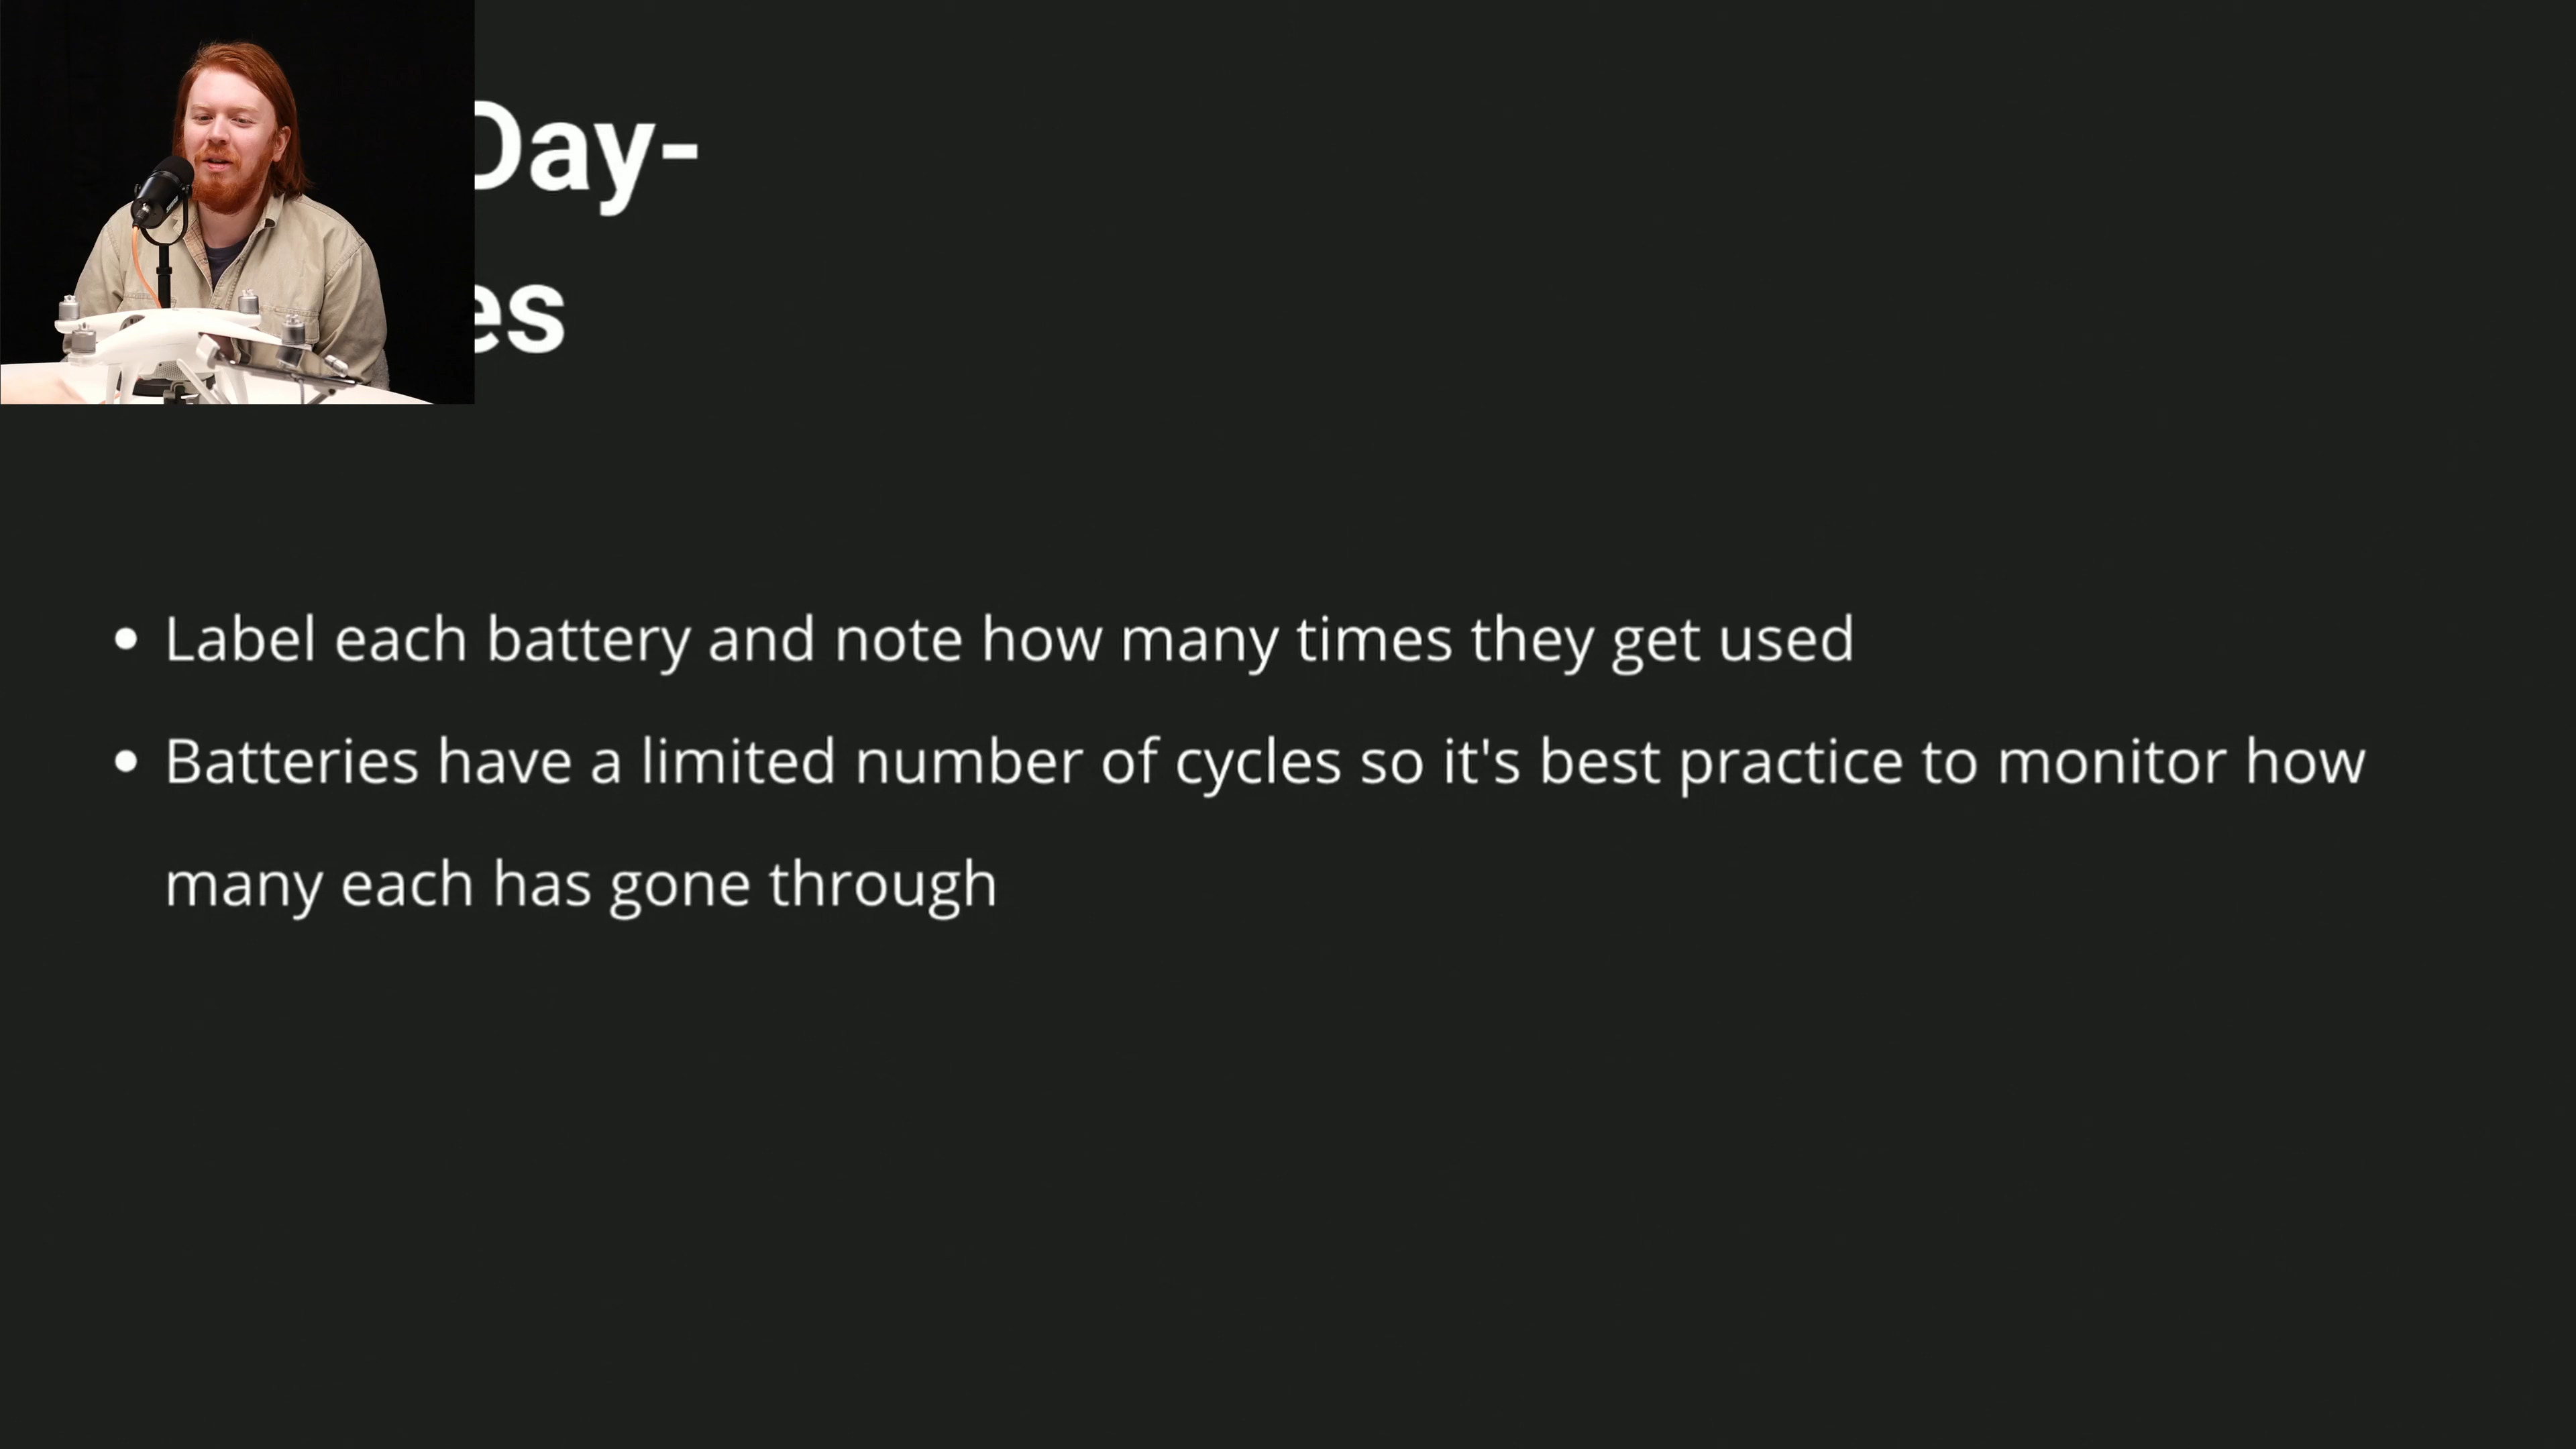 Day-
es
• Label each battery and note how many times they get used
• Batteries have a limited number of cycles so it's best practice to monitor how
many each has gone through